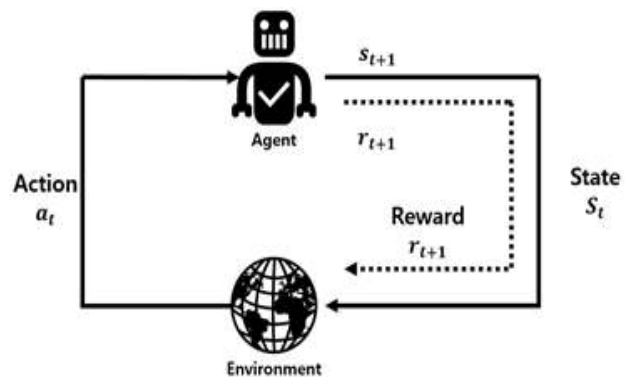 s_{t+1}
Agent
r_{t+1}
Action
a_t
State
S_t
Reward
r_{t+1}
Environment